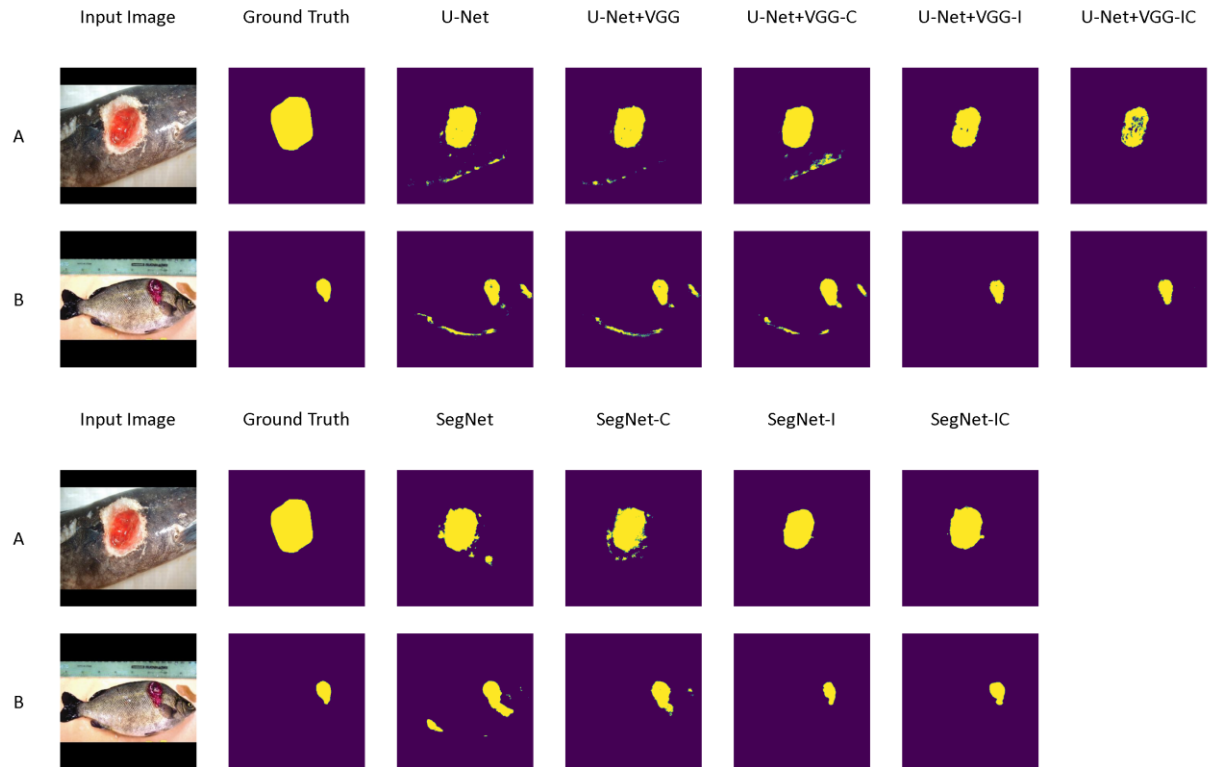 Input Image Ground Truth U-Net U-Net+VGG U-Net+VGG-C U-Net+VGG-I U-Net+VGG-IC
A
B
Input Image Ground Truth SegNet SegNet-C SegNet-I SegNet-IC
A
B